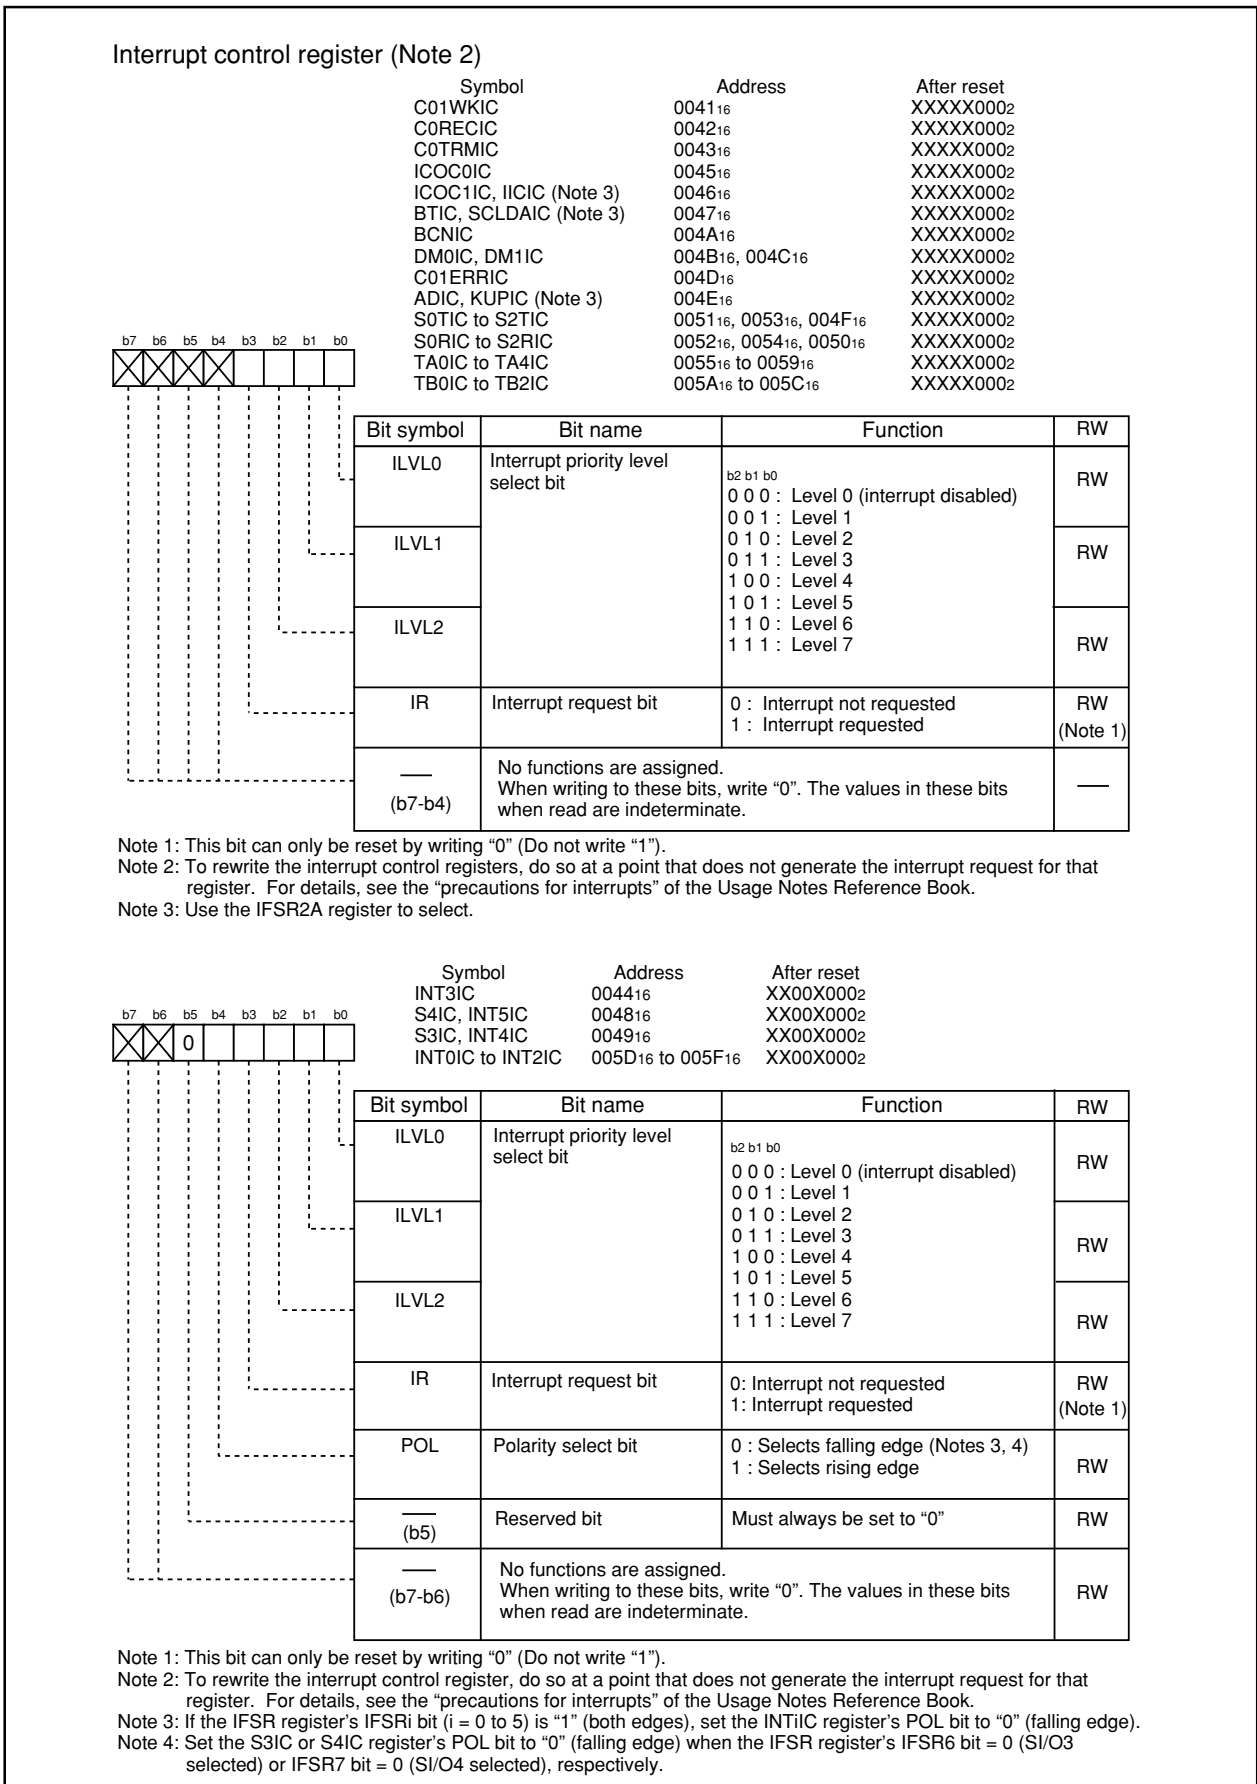 Interrupt control register (Note 2)
Symbol Address After reset
C01WKIC 004116 XXXXX0002
C0RECIC 004216 XXXXX0002
C0TRMIC 004316 XXXXX0002
ICOC0IC 004516 XXXXX0002
ICOC1IC, IICIC (Note 3) 004616 XXXXX0002
BTIC, SCLDAIC (Note 3) 004716 XXXXX0002
BCNIC 004A16 XXXXX0002
DM0IC, DM1IC 004B16, 004C16 XXXXX0002
C01ERRIC 004D16 XXXXX0002
ADIC, KUPIC (Note 3) 004E16 XXXXX0002
S0TIC to S2TIC 005116, 005316, 004F16 XXXXX0002
S0RIC to S2RIC 005216, 005416, 005016 XXXXX0002
TA0IC to TA4IC 005516 to 005916 XXXXX0002
TB0IC to TB2IC 005A16 to 005C16 XXXXX0002
b7 b6 b5 b4 b3 b2 b1 b0
Bit symbol Bit name Function RW
ILVL0 Interrupt priority level
select bit
b2 b1 b0
0 0 0 : Level 0 (interrupt disabled) RW
0 0 1 : Level 1
ILVL1 0 1 0 : Level 2
0 1 1 : Level 3 RW
1 0 0 : Level 4
1 0 1 : Level 5
ILVL2 1 1 0 : Level 6
1 1 1 : Level 7 RW
IR Interrupt request bit 0 : Interrupt not requested RW
1 : Interrupt requested (Note 1)
—
(b7-b4)
No functions are assigned.
When writing to these bits, write “0”. The values in these bits —
when read are indeterminate.
Note 1: This bit can only be reset by writing “0” (Do not write “1”).
Note 2: To rewrite the interrupt control registers, do so at a point that does not generate the interrupt request for that
register. For details, see the “precautions for interrupts” of the Usage Notes Reference Book.
Note 3: Use the IFSR2A register to select.
Symbol Address After reset
INT3IC 004416 XX00X0002
S4IC, INT5IC 004816 XX00X0002
S3IC, INT4IC 004916 XX00X0002
INT0IC to INT2IC 005D16 to 005F16 XX00X0002
b7 b6 b5 b4 b3 b2 b1 b0
0
Bit symbol Bit name Function RW
ILVL0 Interrupt priority level
select bit
b2 b1 b0
0 0 0 : Level 0 (interrupt disabled) RW
0 0 1 : Level 1
ILVL1 0 1 0 : Level 2
0 1 1 : Level 3 RW
1 0 0 : Level 4
1 0 1 : Level 5
ILVL2 1 1 0 : Level 6
1 1 1 : Level 7 RW
IR Interrupt request bit 0: Interrupt not requested RW
1: Interrupt requested (Note 1)
POL Polarity select bit 0 : Selects falling edge (Notes 3, 4)
1 : Selects rising edge RW
—
(b5)
Reserved bit Must always be set to “0” RW
—
(b7-b6)
No functions are assigned.
When writing to these bits, write “0”. The values in these bits RW
when read are indeterminate.
Note 1: This bit can only be reset by writing “0” (Do not write “1”).
Note 2: To rewrite the interrupt control register, do so at a point that does not generate the interrupt request for that
register. For details, see the “precautions for interrupts” of the Usage Notes Reference Book.
Note 3: If the IFSR register's IFSRi bit (i = 0 to 5) is “1” (both edges), set the INTiIC register's POL bit to “0” (falling edge).
Note 4: Set the S3IC or S4IC register's POL bit to “0” (falling edge) when the IFSR register's IFSR6 bit = 0 (SI/O3
selected) or IFSR7 bit = 0 (SI/O4 selected), respectively.